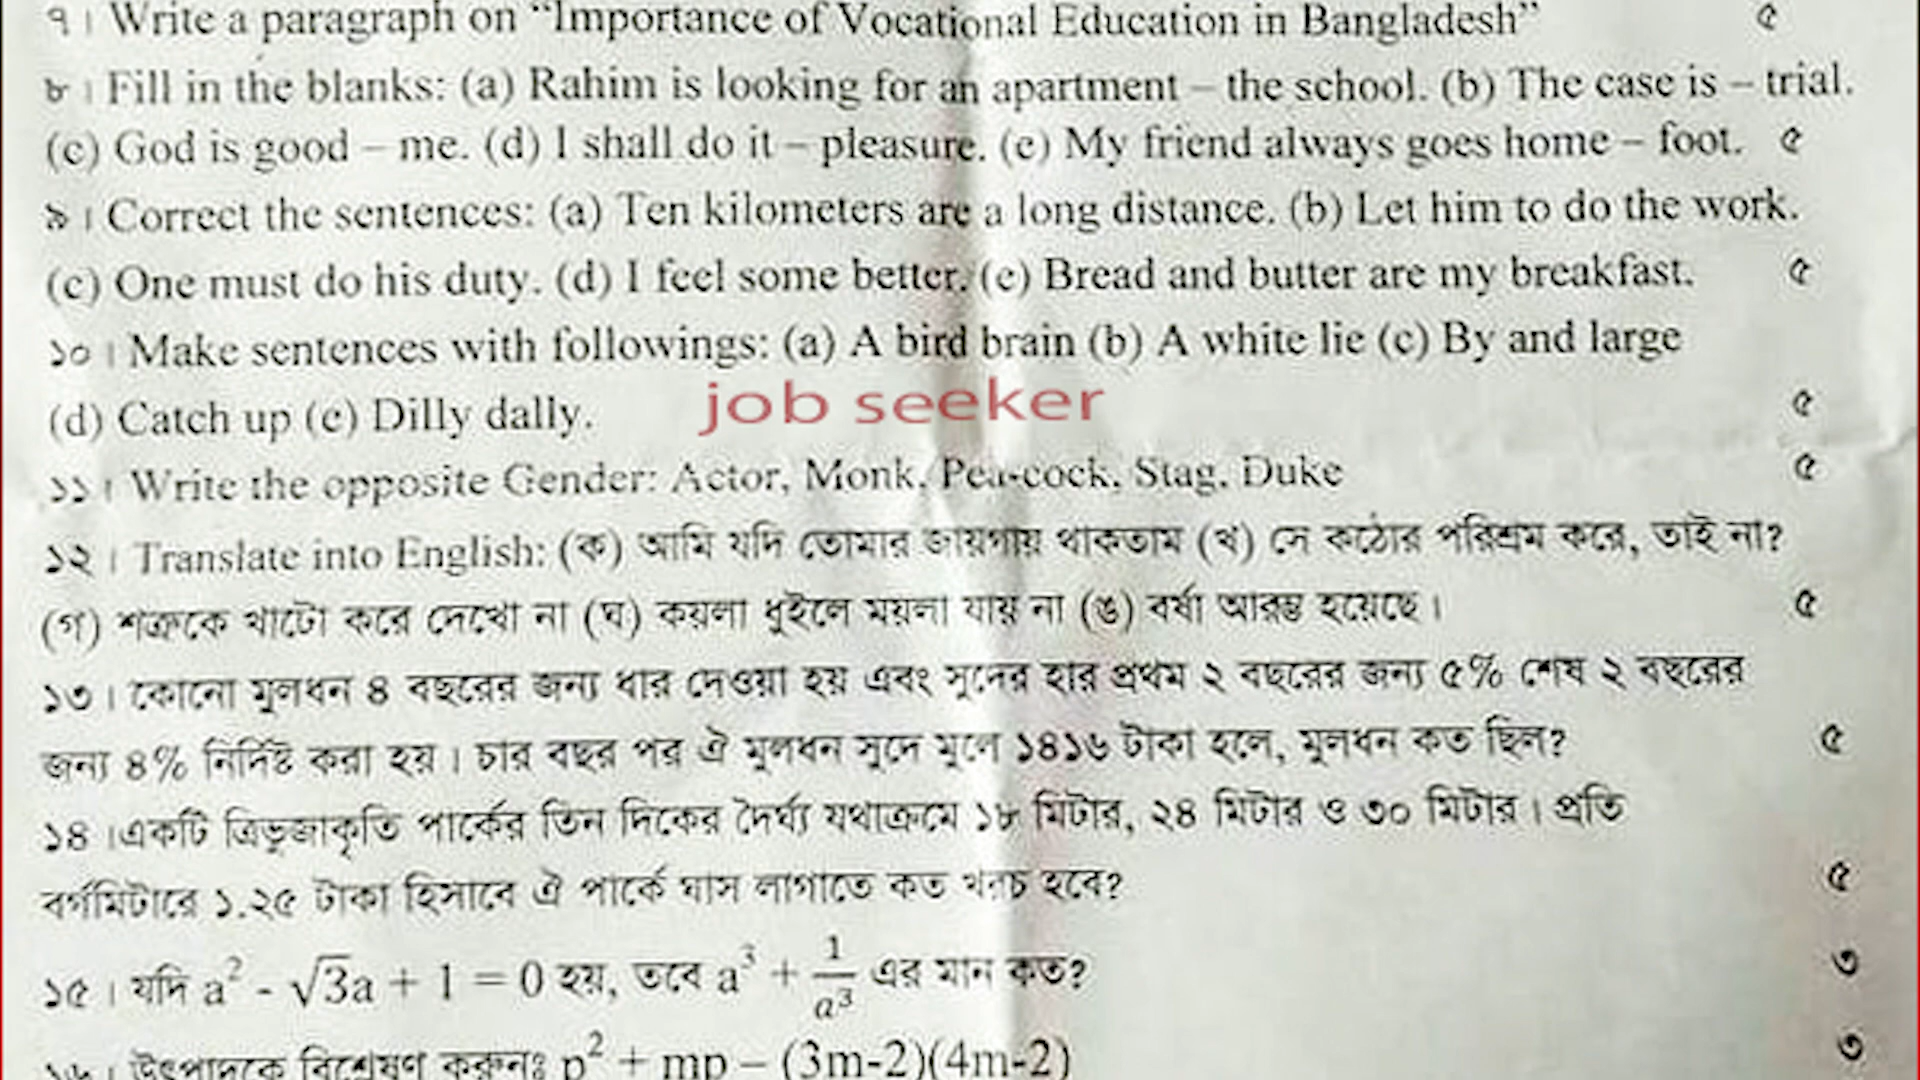 ৭। Write a paragraph on “Importance of Vocational Education in Bangladesh” ৫
৮। Fill in the blanks: (a) Rahim is looking for an apartment – the school. (b) The case is – trial.
(c) God is good – me. (d) I shall do it – pleasure. (e) My friend always goes home – foot. ৫
৯। Correct the sentences: (a) Ten kilometers are a long distance. (b) Let him to do the work.
(c) One must do his duty. (d) I feel some better. (e) Bread and butter are my breakfast. ৫
১০। Make sentences with followings: (a) A bird brain (b) A white lie (c) By and large
(d) Catch up (e) Dilly dally. ৫
job seeker
১১। Write the opposite Gender: Actor, Monk, Pea-cock, Stag, Duke ৫
১২। Translate into English: (ক) আমি যদি তোমার জায়গায় থাকতাম (খ) সে কঠোর পরিশ্রম করে, তাই না?
(গ) শত্রুকে খাটো করে দেখো না (ঘ) কয়লা ধুইলে ময়লা যায় না (ঙ) বর্ষা আরম্ভ হয়েছে। ৫
১৩। কোনো মুলধন ৪ বছরের জন্য ধার দেওয়া হয় এবং সুদের হার প্রথম ২ বছরের জন্য ৫% শেষ ২ বছরের
জন্য ৪% নির্দিষ্ট করা হয়। চার বছর পর ঐ মুলধন সুদে মুলে ১৪১৬ টাকা হলে, মুলধন কত ছিল? ৫
১৪।একটি ত্রিভূজাকৃতি পার্কের তিন দিকের দৈর্ঘ্য যথাক্রমে ১৮ মিটার, ২৪ মিটার ও ৩০ মিটার। প্রতি
বর্গমিটারে ১.২৫ টাকা হিসাবে ঐ পার্কে ঘাস লাগাতে কত খরচ হবে? ৫
১৫। যদি a² - √3a + 1 = 0 হয়, তবে a³ + 1/a³ এর মান কত? ৩
১৬। উৎপাদকে বিশ্লেষণ করুনঃ p² + mp – (3m-2)(4m-2) ৩